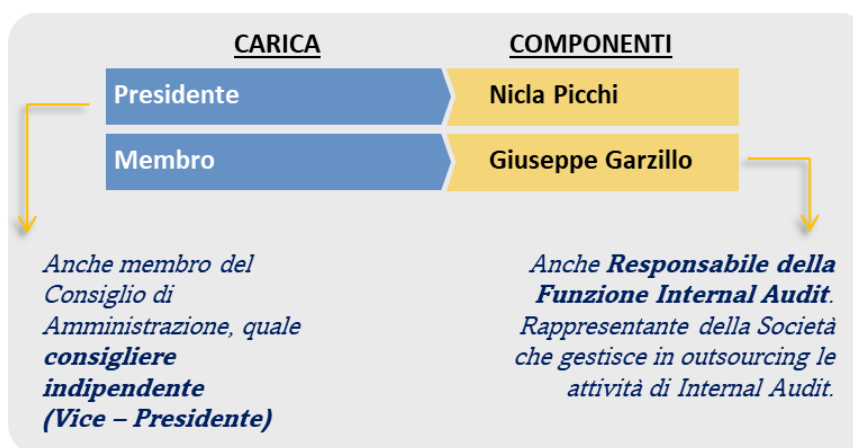 CARICA
COMPONENTI
Presidente
Nicla Picchi
Membro
Giuseppe Garzillo
Anche membro del
Consiglio di
Amministrazione, quale
consigliere
indipendente
(Vice – Presidente)
Anche Responsabile della
Funzione Internal Audit.
Rappresentante della Società
che gestisce in outsourcing le
attività di Internal Audit.